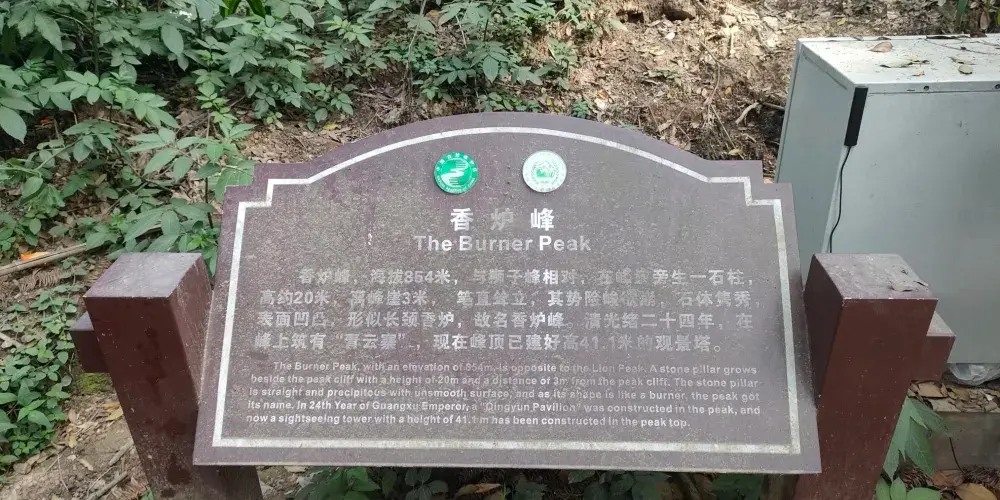 香炉峰
The Burner Peak
香炉峰，海拔354米，与狮子峰相对，在峰崖旁生一石柱，
高约20米，离峰崖3米，笔直耸立，其势险峻，石体隽秀，
表面凹凸，形似长颈香炉，故名香炉峰。清光绪二十四年，在
峰上筑有“云寨”，现在峰顶已建好高41.1米的观景塔。
The Burner Peak, with an elevation of 354m, is opposite to the Lion Peak. A stone pillar grows
beside the peak cliff with a height of 20m and a distance of 3m from the peak cliff. The stone pillar
is straight and precipitous with unsmooth surface, and as its shape is like a burner, the peak got
its name. In 24th Year of Guangxu Emperor, a "Qingyun Pavilion" was constructed in the peak, and
now a sightseeing tower with a height of 41.1 m has been constructed in the peak top.